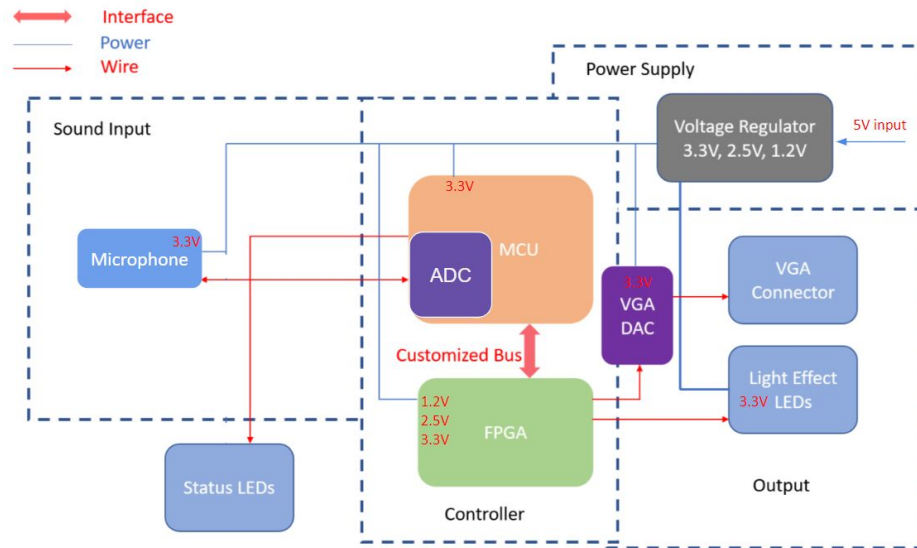 Interface
Power
Wire
Power Supply
Sound Input
Voltage Regulator
3.3V, 2.5V, 1.2V
5V input
3.3V
MCU
ADC
3.3V
Microphone
3.3V
VGA
DAC
VGA
Connector
Customized Bus
Light Effect
LEDs
3.3V
1.2V
2.5V
3.3V
FPGA
Status LEDs
Output
Controller